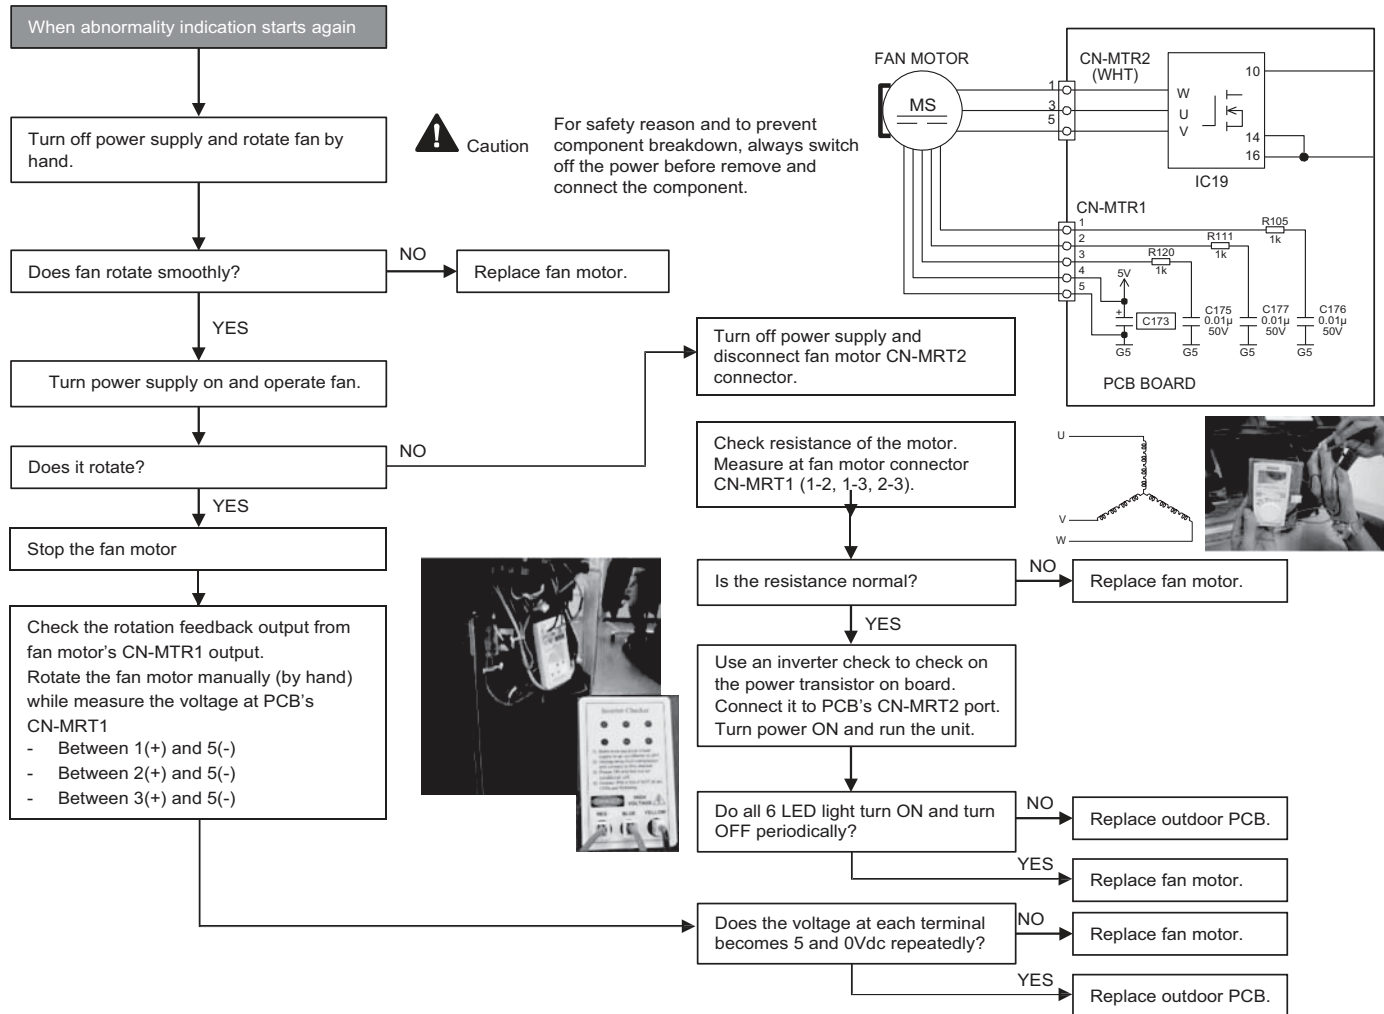 When abnormality indication starts again
Turn off power supply and rotate fan by
hand.
Caution
For safety reason and to prevent
component breakdown, always switch
off the power before remove and
connect the component.
Does fan rotate smoothly?
NO
Replace fan motor.
YES
Turn power supply on and operate fan.
Does it rotate?
NO
YES
Stop the fan motor
Check the rotation feedback output from
fan motor's CN-MTR1 output.
Rotate the fan motor manually (by hand)
while measure the voltage at PCB's
CN-MRT1
- Between 1(+) and 5(-)
- Between 2(+) and 5(-)
- Between 3(+) and 5(-)
Turn off power supply and
disconnect fan motor CN-MRT2
connector.
Check resistance of the motor.
Measure at fan motor connector
CN-MRT1 (1-2, 1-3, 2-3).
Is the resistance normal?
NO
Replace fan motor.
YES
Use an inverter check to check on
the power transistor on board.
Connect it to PCB's CN-MRT2 port.
Turn power ON and run the unit.
Do all 6 LED light turn ON and turn
OFF periodically?
NO
Replace outdoor PCB.
YES
Replace fan motor.
Does the voltage at each terminal
becomes 5 and 0Vdc repeatedly?
NO
Replace fan motor.
YES
Replace outdoor PCB.
FAN MOTOR
MS
CN-MTR2
(WHT)
1
3
5
W
U
V
10
14
16
IC19
CN-MTR1
1
2
3
4
5
R105
1k
R111
1k
R120
1k
5V
+
C173
C175
0.01µ
50V
C177
0.01µ
50V
C176
0.01µ
50V
G5
G5
G5
G5
PCB BOARD
U
V
W
Inverter Checker
HIGH
VOLTAGE
RED
BLUE
YELLOW